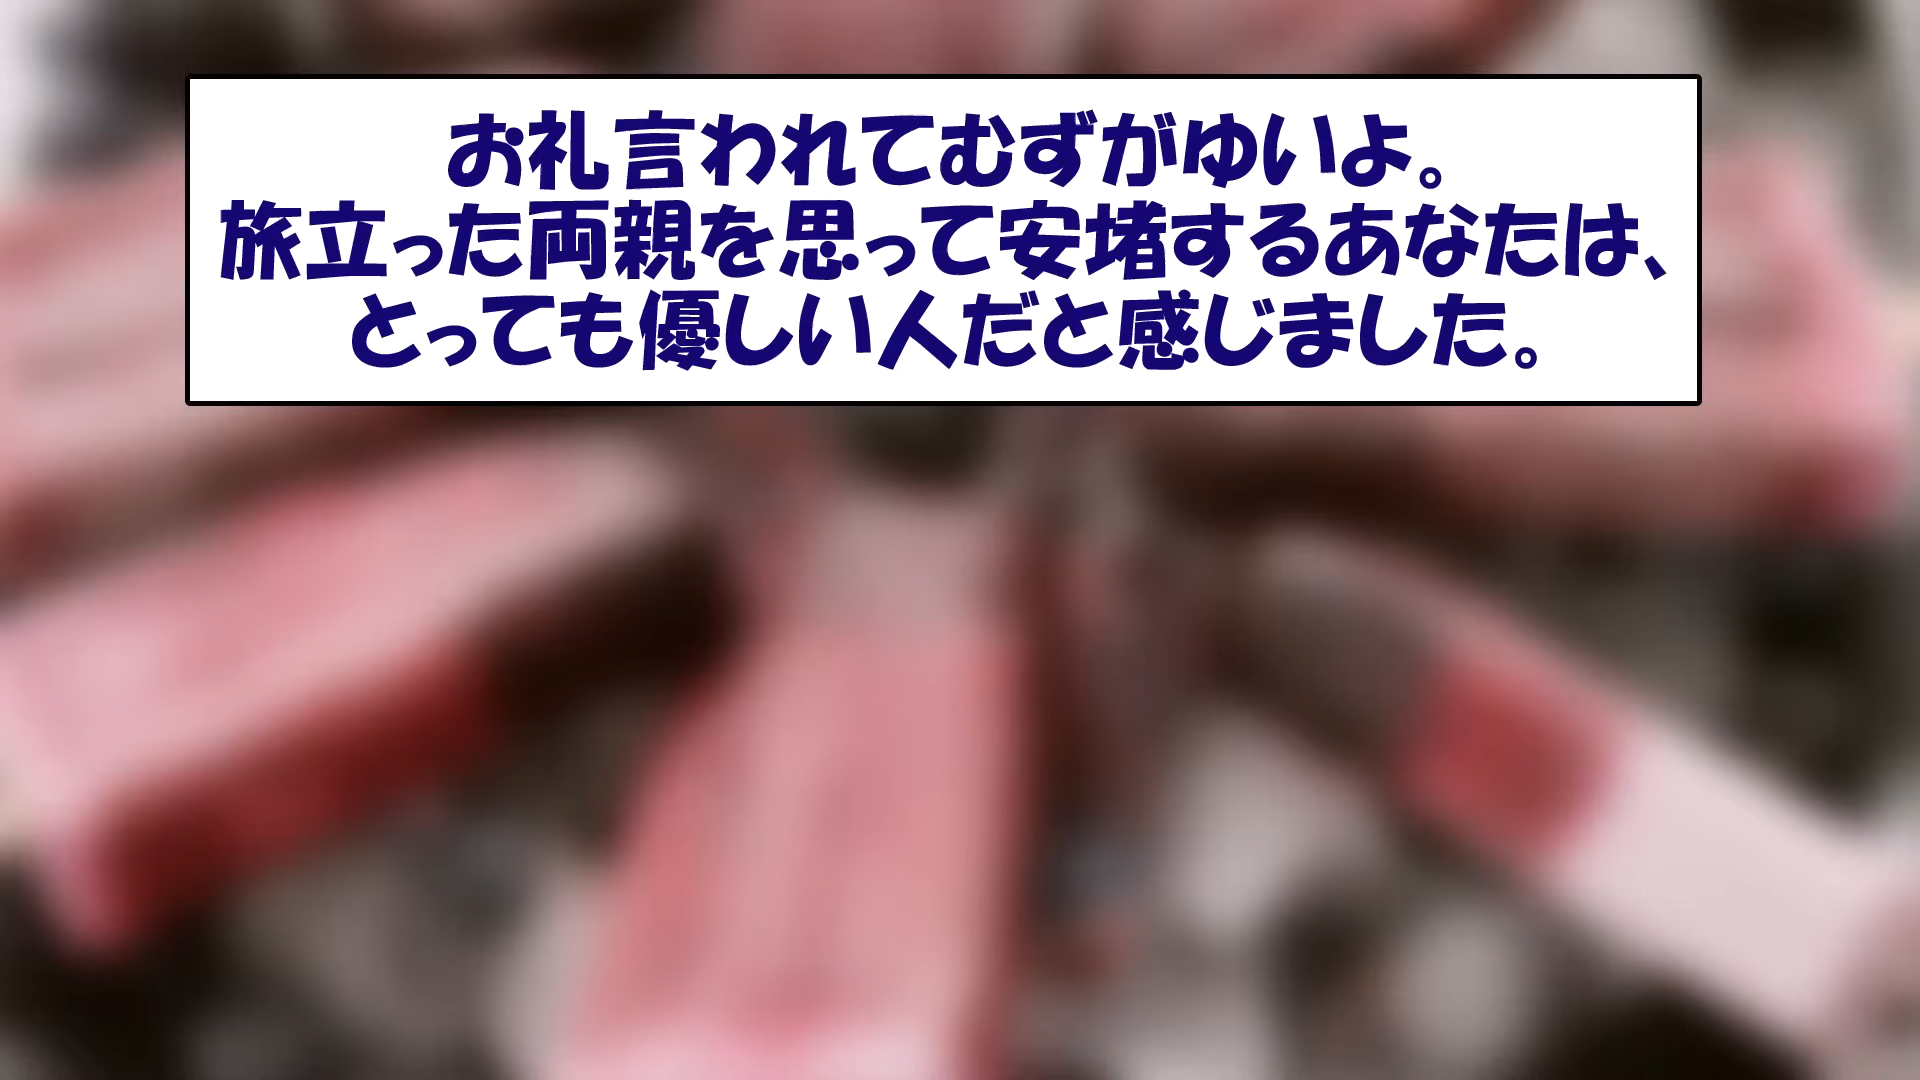 お礼言われてむずがゆいよ。
旅立った両親を思って安堵するあなたは、
とっても優しい人だと感じました。